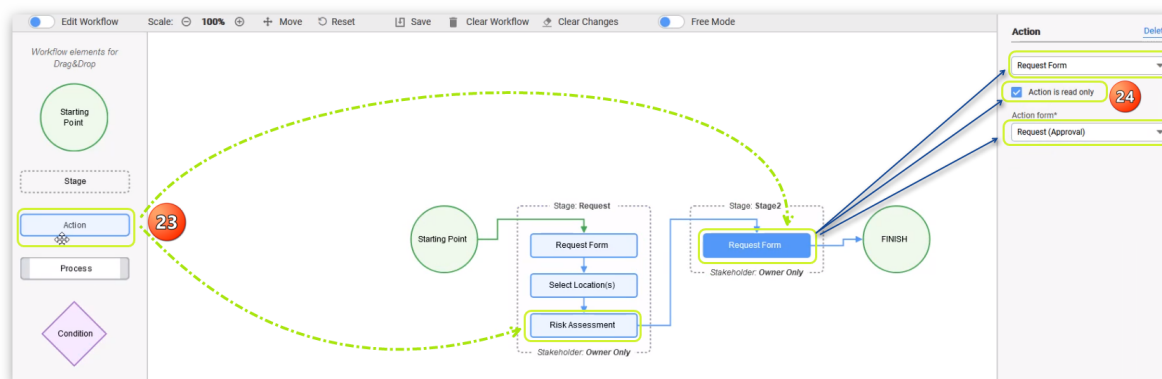 Edit Workflow
Scale:
100%
Move
Reset
Save
Clear Workflow
Clear Changes
Free Mode
Workflow elements for
Drag&Drop
Starting
Point
Stage
Action
23
Process
Condition
Starting Point
Stage: Request
Request Form
Select Location(s)
Risk Assessment
Stakeholder: Owner Only
Stage: Stage2
Request Form
Stakeholder: Owner Only
FINISH
Action
Delet
Request Form
Action is read only
24
Action form*
Request (Approval)